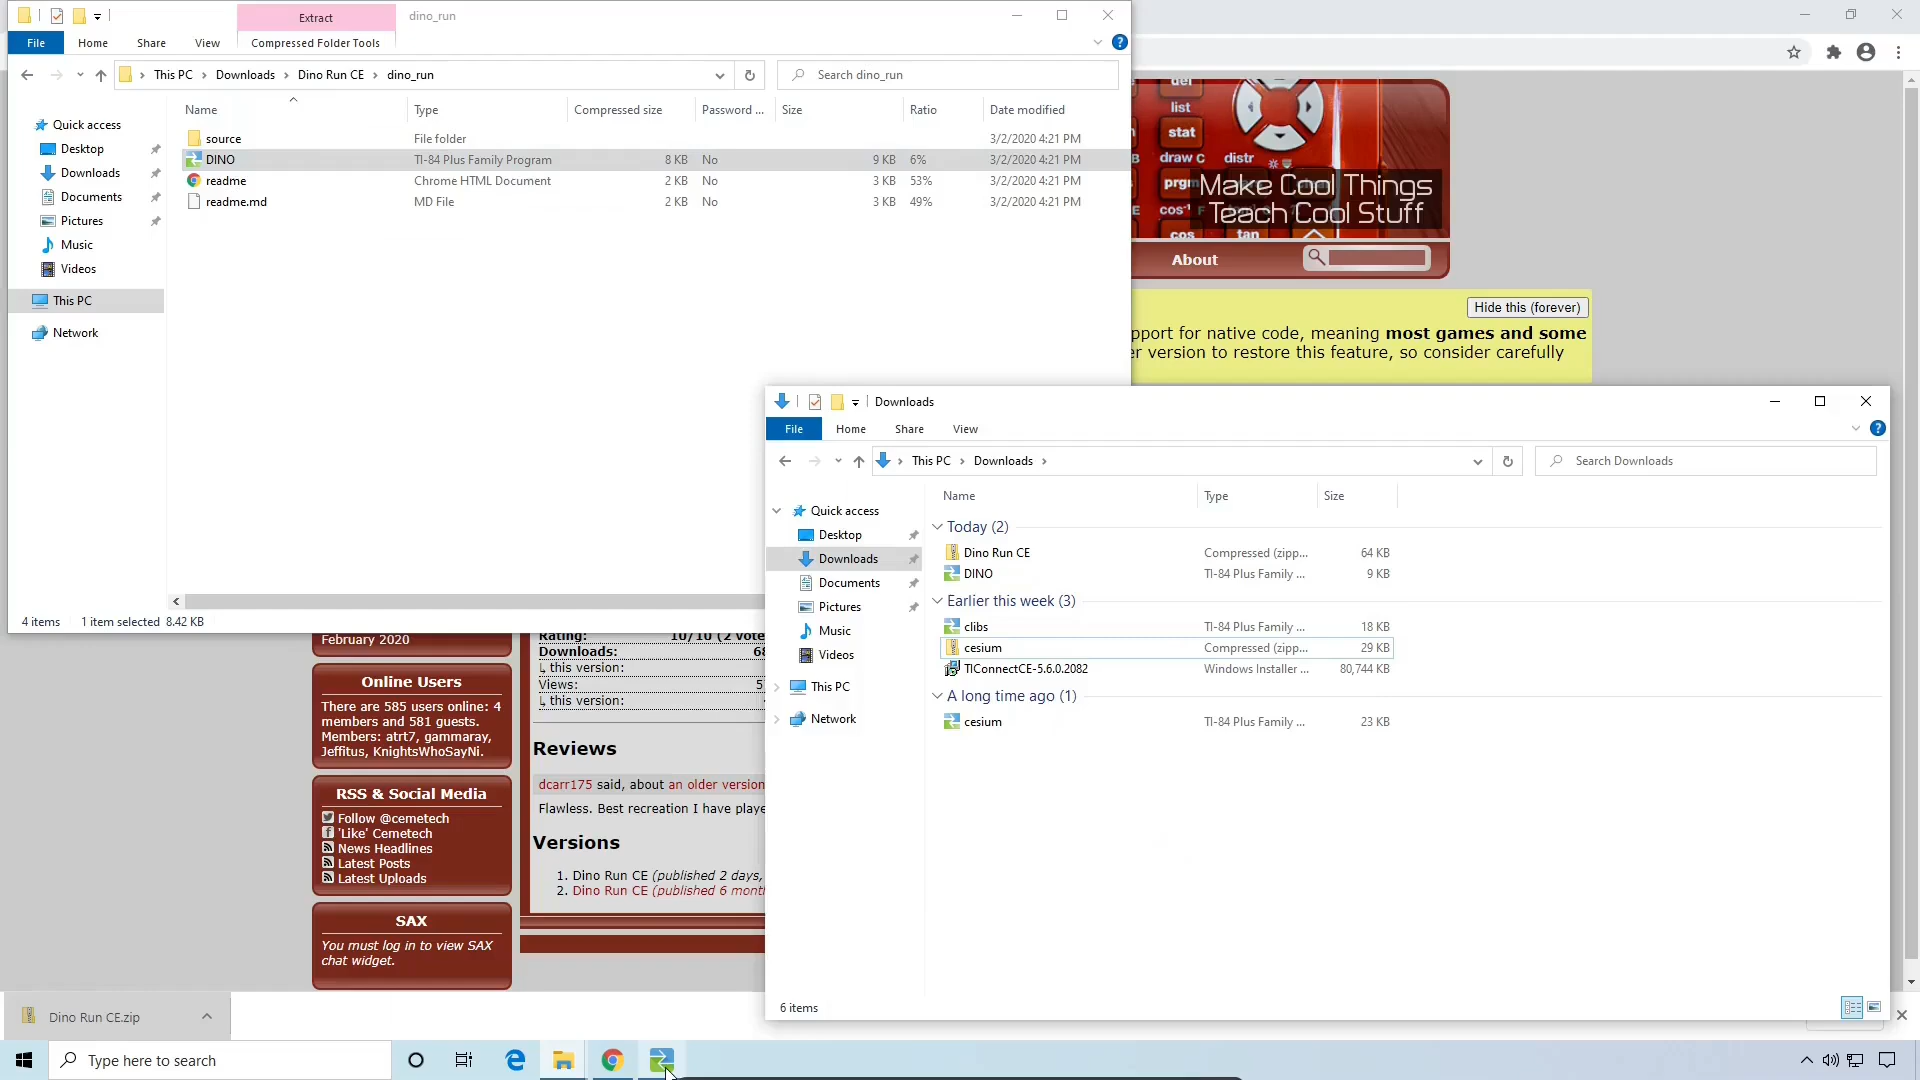 Extract
dino_run
File
Home
Share
View
Compressed Folder Tools
This PC
Downloads
Dino Run CE
dino_run
Search dino_run
Name
Type
Compressed size
Password ...
Size
Ratio
Date modified
source
File folder
3/2/2020 4:21 PM
DINO
TI-84 Plus Family Program
8 KB
No
9 KB
6%
3/2/2020 4:21 PM
readme
Chrome HTML Document
2 KB
No
3 KB
53%
3/2/2020 4:21 PM
readme.md
MD File
2 KB
No
3 KB
49%
3/2/2020 4:21 PM
Quick access
Desktop
Downloads
Documents
Pictures
Music
Videos
This PC
Network
4 items
1 item selected 8.42 KB
del
list
stat
B
draw C
distr
prgm
E
cos⁻¹
cos
tan
Make Cool Things
Teach Cool Stuff
About
Hide this (forever)
pport for native code, meaning most games and some
er version to restore this feature, so consider carefully
Downloads
File
Home
Share
View
This PC
Downloads
Search Downloads
Name
Type
Size
Quick access
Desktop
Downloads
Documents
Pictures
Music
Videos
This PC
Network
Today (2)
Dino Run CE
Compressed (zipp...
64 KB
DINO
TI-84 Plus Family ...
9 KB
Earlier this week (3)
clibs
TI-84 Plus Family ...
18 KB
cesium
Compressed (zipp...
29 KB
TIConnectCE-5.6.0.2082
Windows Installer ...
80,744 KB
A long time ago (1)
cesium
TI-84 Plus Family ...
23 KB
6 items
February 2020
Online Users
There are 585 users online: 4
members and 581 guests.
Members: atrt7, gammaray,
Jeffitus, KnightsWhoSayNi.
RSS & Social Media
Follow @cemetech
'Like' Cemetech
News Headlines
Latest Posts
Latest Uploads
SAX
You must log in to view SAX
chat widget.
Rating:
10/10 (2 vote
Downloads:
68
this version:
Views:
5
this version:
Reviews
dcarr175 said, about an older version
Flawless. Best recreation I have playe
Versions
1. Dino Run CE (published 2 days,
2. Dino Run CE (published 6 month
Dino Run CE.zip
Type here to search